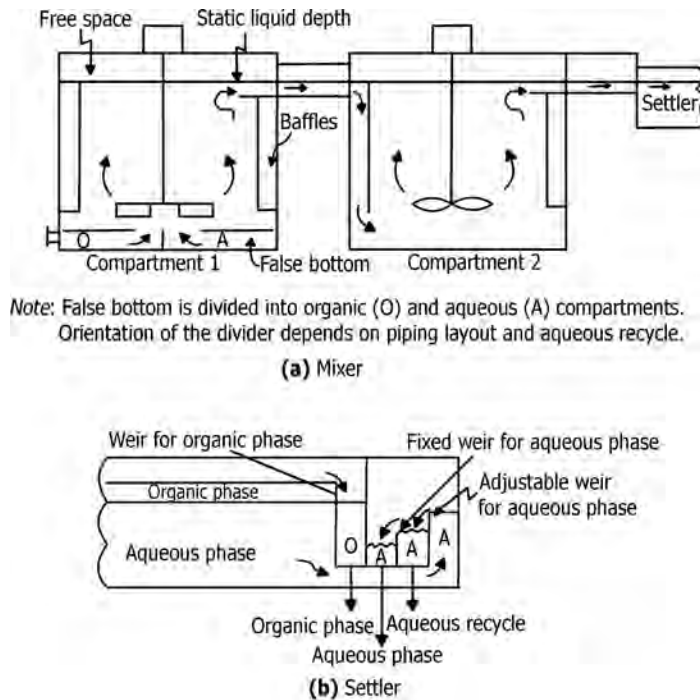 Free space
Static liquid depth
Baffles
Settler
O
A
Compartment 1
False bottom
Compartment 2
Note: False bottom is divided into organic (O) and aqueous (A) compartments.
Orientation of the divider depends on piping layout and aqueous recycle.
(a) Mixer
Weir for organic phase
Fixed weir for aqueous phase
Organic phase
Adjustable weir
for aqueous phase
Aqueous phase
O
A
A
A
Organic phase
Aqueous recycle
Aqueous phase
(b) Settler